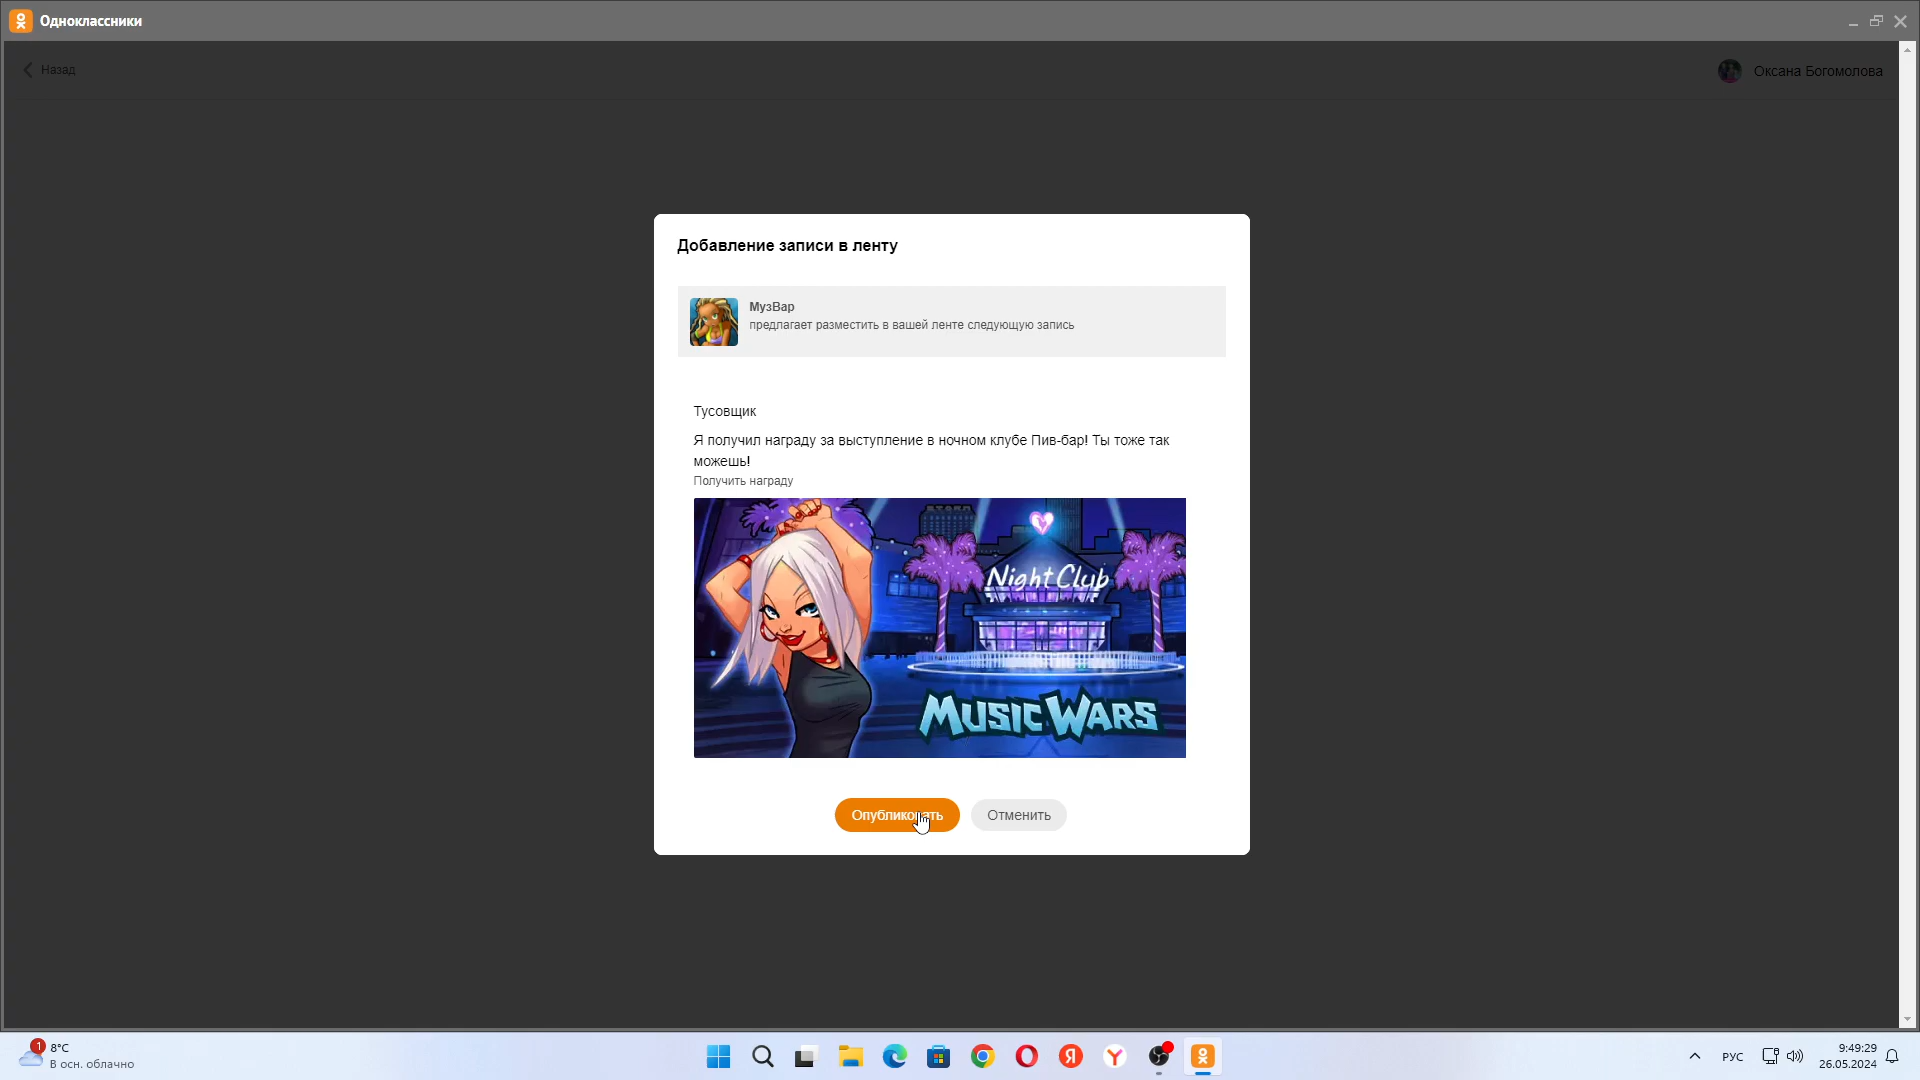 Одноклассники
Назад
Оксана Богомолова
Добавление записи в ленту
МузВар
предлагает разместить в вашей ленте следующую запись
Тусовщик
Я получил награду за выступление в ночном клубе Пив-бар! Ты тоже так
можешь!
Получить награду
Night Club
MUSIC WARS
Опубликовать
Отменить
1
8°C
В осн. облачно
РУС
9:49:29
26.05.2024